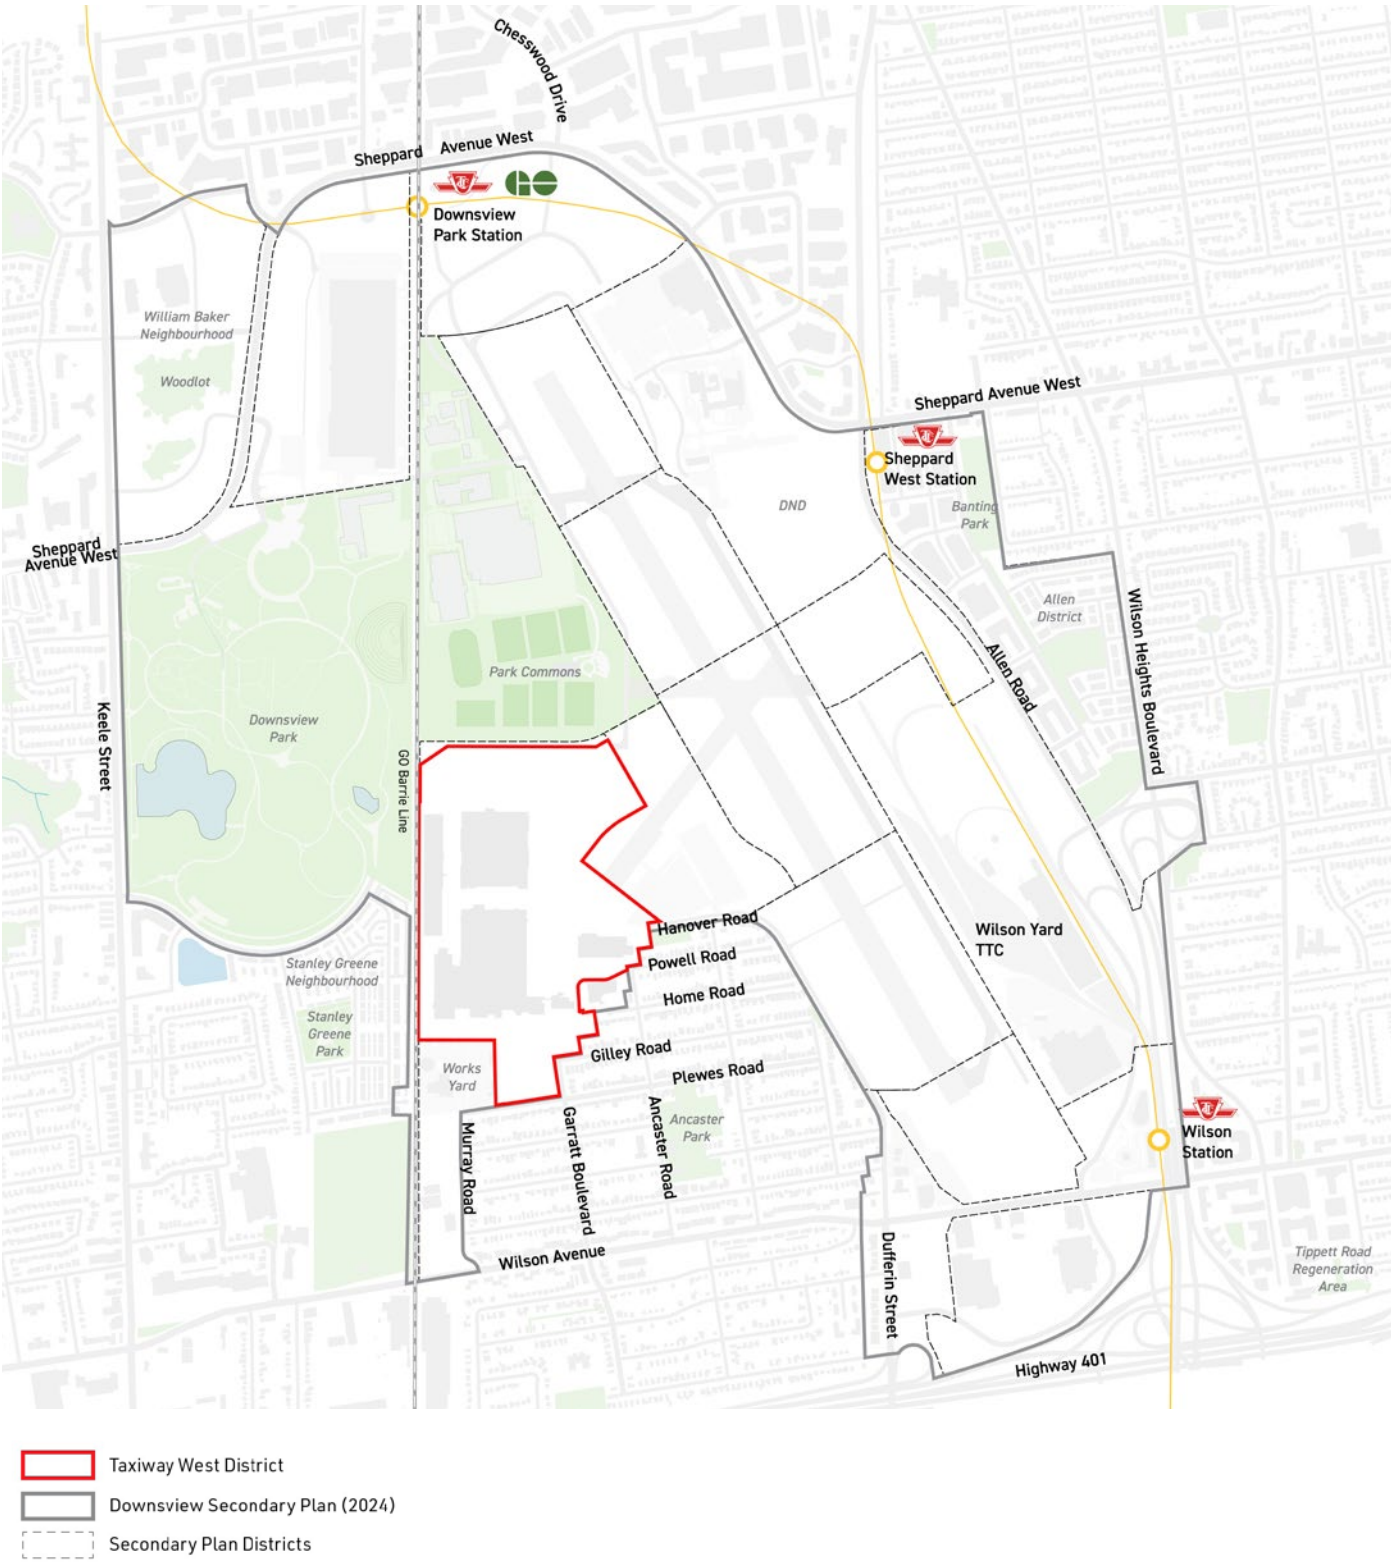 Chesswood Drive
Sheppard Avenue West
TTC
GO
Downsview
Park Station
William Baker
Neighbourhood
Woodlot
Sheppard Avenue West
TTC
Sheppard
West Station
DND
Banting
Park
Sheppard
Avenue West
Allen
District
Wilson Heights Boulevard
Allen Road
Park Commons
Downsview
Park
Keele Street
GO Barrie Line
Hanover Road
Wilson Yard
TTC
Powell Road
Stanley Greene
Neighbourhood
Home Road
Stanley
Greene
Park
Gilley Road
Works
Yard
Plewes Road
Ancaster
Park
Murray Road
Garratt Boulevard
Ancaster Road
TTC
Wilson
Station
Wilson Avenue
Dufferin Street
Tippett Road
Regeneration
Area
Highway 401
Taxiway West District
Downsview Secondary Plan (2024)
Secondary Plan Districts